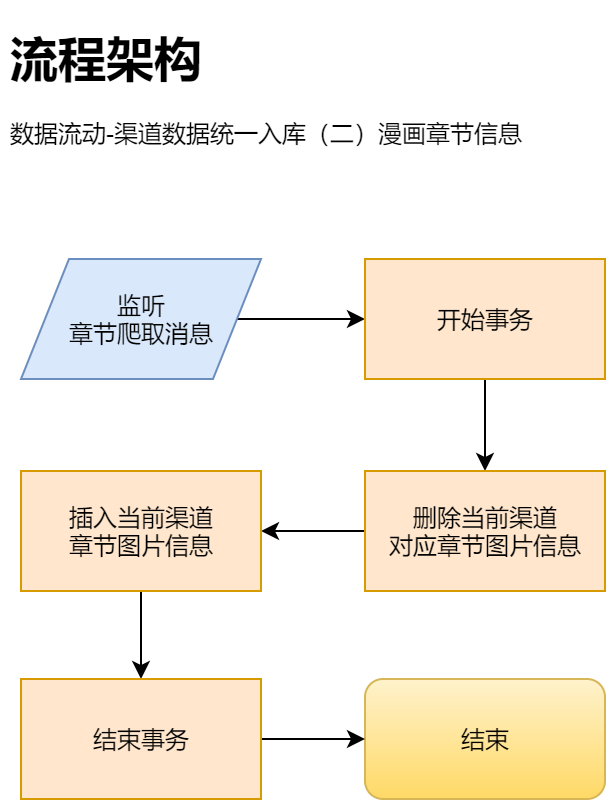 流程架构
数据流动-渠道数据统一入库（二）漫画章节信息
监听
章节爬取消息
开始事务
删除当前渠道
对应章节图片信息
插入当前渠道
章节图片信息
结束事务
结束